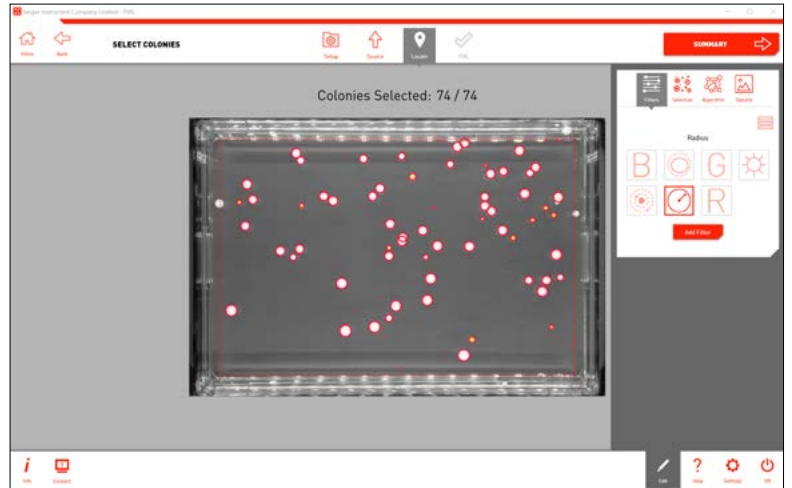 Singer Instrument Company Limited - PIXL
Home
Back
SELECT COLONIES
Setup
Source
Locate
PIXL
SUMMARY
Colonies Selected: 74 / 74
Filters
Selection
Algorithm
Options
Radius
B
G
R
Add Filter
i
Info
Connect
Edit
?
Help
Settings
Off